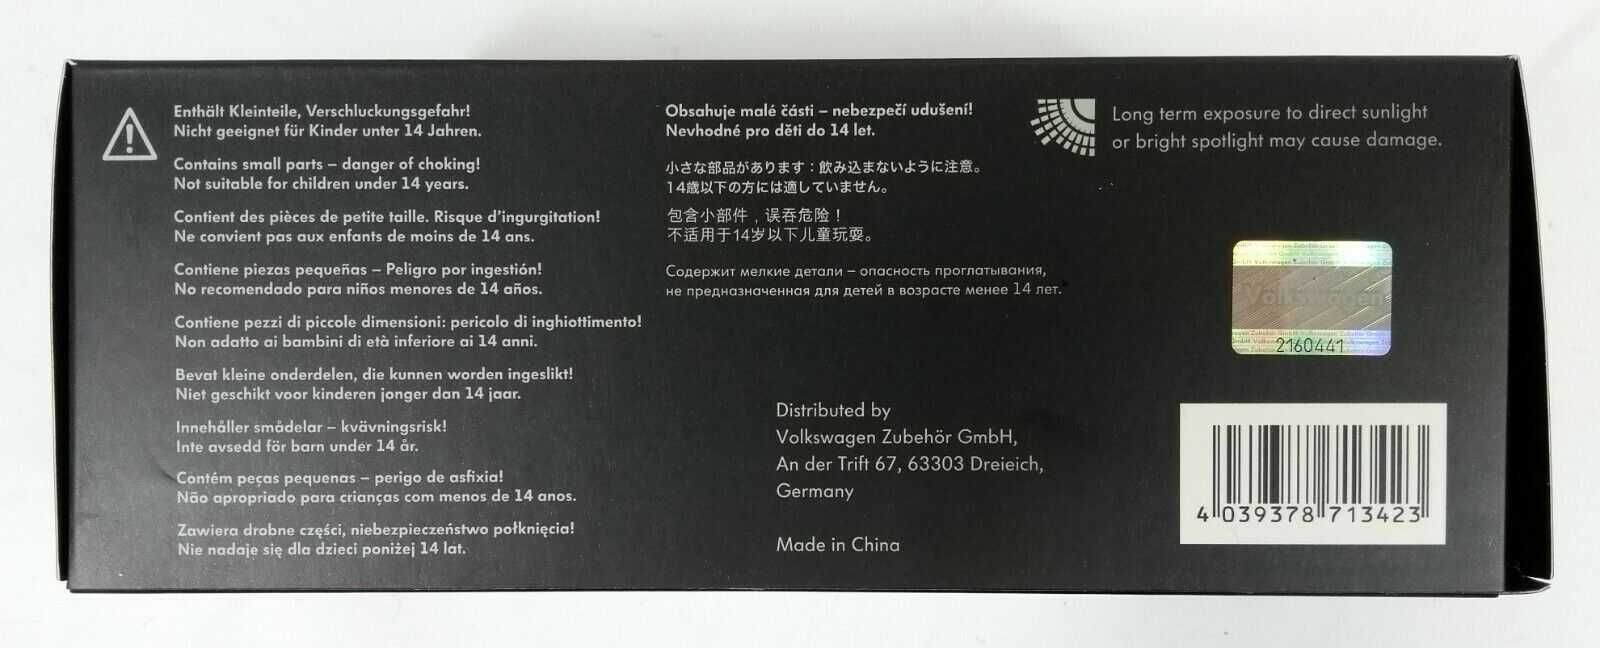 Enthält Kleinteile, Verschluckungsgefahr!
Nicht geeignet für Kinder unter 14 Jahren.
Contains small parts – danger of choking!
Not suitable for children under 14 years.
Contient des pièces de petite taille. Risque d'ingurgitation!
Ne convient pas aux enfants de moins de 14 ans.
Contiene piezas pequeñas – Peligro por ingestión!
No recomendado para niños menores de 14 años.
Contiene pezzi di piccole dimensioni: pericolo di inghiottimento!
Non adatto ai bambini di età inferiore ai 14 anni.
Bevat kleine onderdelen, die kunnen worden ingeslikt!
Niet geschikt voor kinderen jonger dan 14 jaar.
Innehåller smådelar – kvävningsrisk!
Inte avsedd för barn under 14 år.
Contém peças pequenas – perigo de asfixia!
Não apropriado para crianças com menos de 14 anos.
Zawiera drobne części, niebezpieczeństwo połknięcia!
Nie nadaje się dla dzieci poniżej 14 lat.
Obsahuje malé části – nebezpečí udušení!
Nevhodné pro děti do 14 let.
小さな部品があります：飲み込まないように注意。
14歳以下の方には適していません。
包含小部件，误吞危险！
不适用于14岁以下儿童玩耍。
Содержит мелкие детали – опасность проглатывания,
не предназначенная для детей в возрасте менее 14 лет.
Distributed by
Volkswagen Zubehör GmbH,
An der Trift 67, 63303 Dreieich,
Germany
Made in China
Long term exposure to direct sunlight
or bright spotlight may cause damage.
Volkswagen
2160441
4 039378 713423